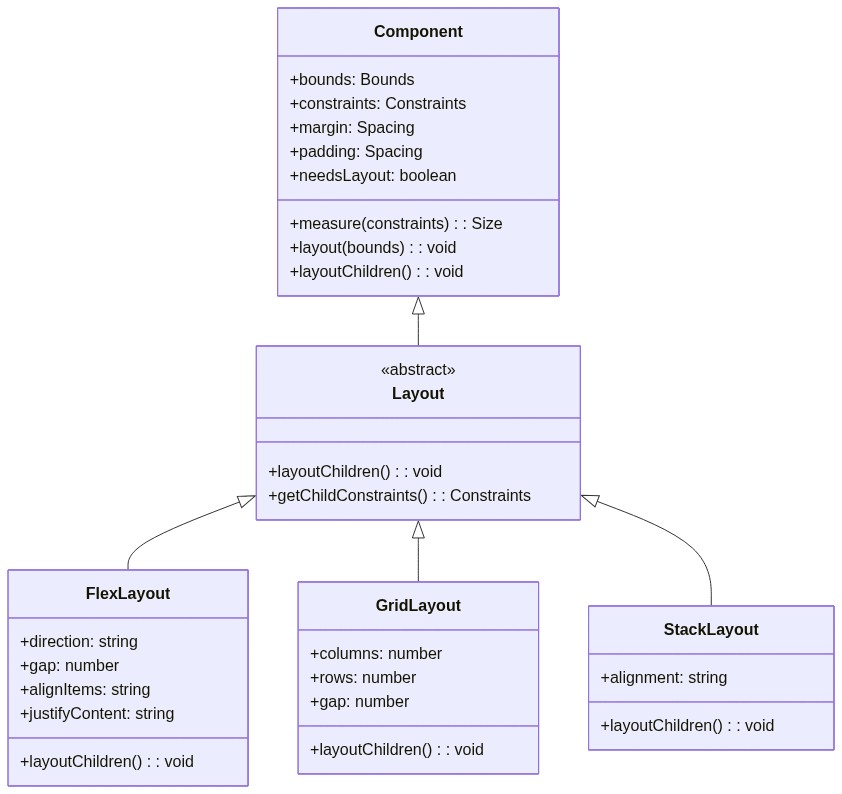 Component
+bounds: Bounds
+constraints: Constraints
+margin: Spacing
+padding: Spacing
+needsLayout: boolean
+measure(constraints) : : Size
+layout(bounds) : : void
+layoutChildren() : : void
«abstract»
Layout
+layoutChildren() : : void
+getChildConstraints() : : Constraints
FlexLayout
+direction: string
+gap: number
+alignItems: string
+justifyContent: string
+layoutChildren() : : void
GridLayout
+columns: number
+rows: number
+gap: number
+layoutChildren() : : void
StackLayout
+alignment: string
+layoutChildren() : : void